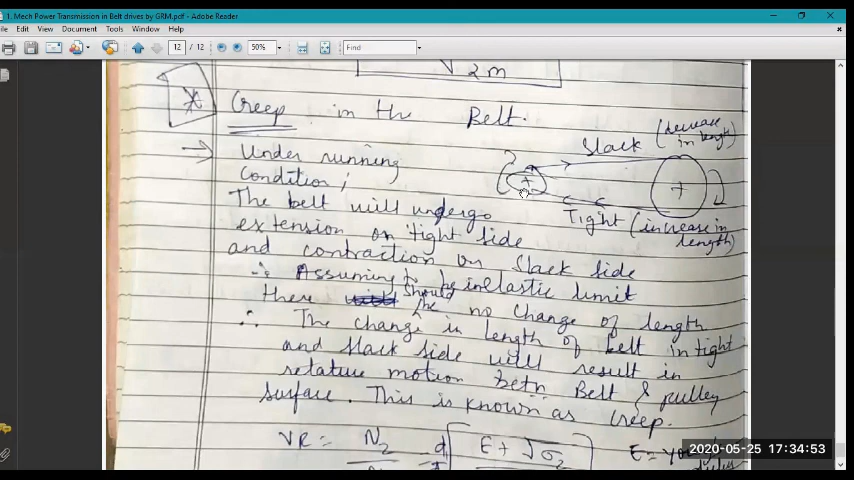 1. Mech Power Transmission in Belt drives by GRM.pdf - Adobe Reader
File Edit View Document Tools Window Help
12 / 12 50% Find
√ 2m
Creep in the Belt.
Slack (decrease in length)
→ Under running
Condition;
The belt will undergo
Tight (increase in length)
extension on tight side
and contraction on slack side
∴ Assuming to be inelastic limit
there should be no change of length
∴ The change in length of belt in tight
and slack side will result in
relative motion betn Belt & pulley
surface. This is known as creep.
VR = N2 = d1 [ E + √σ2 ]
E =
2020-05-25 17:34:53